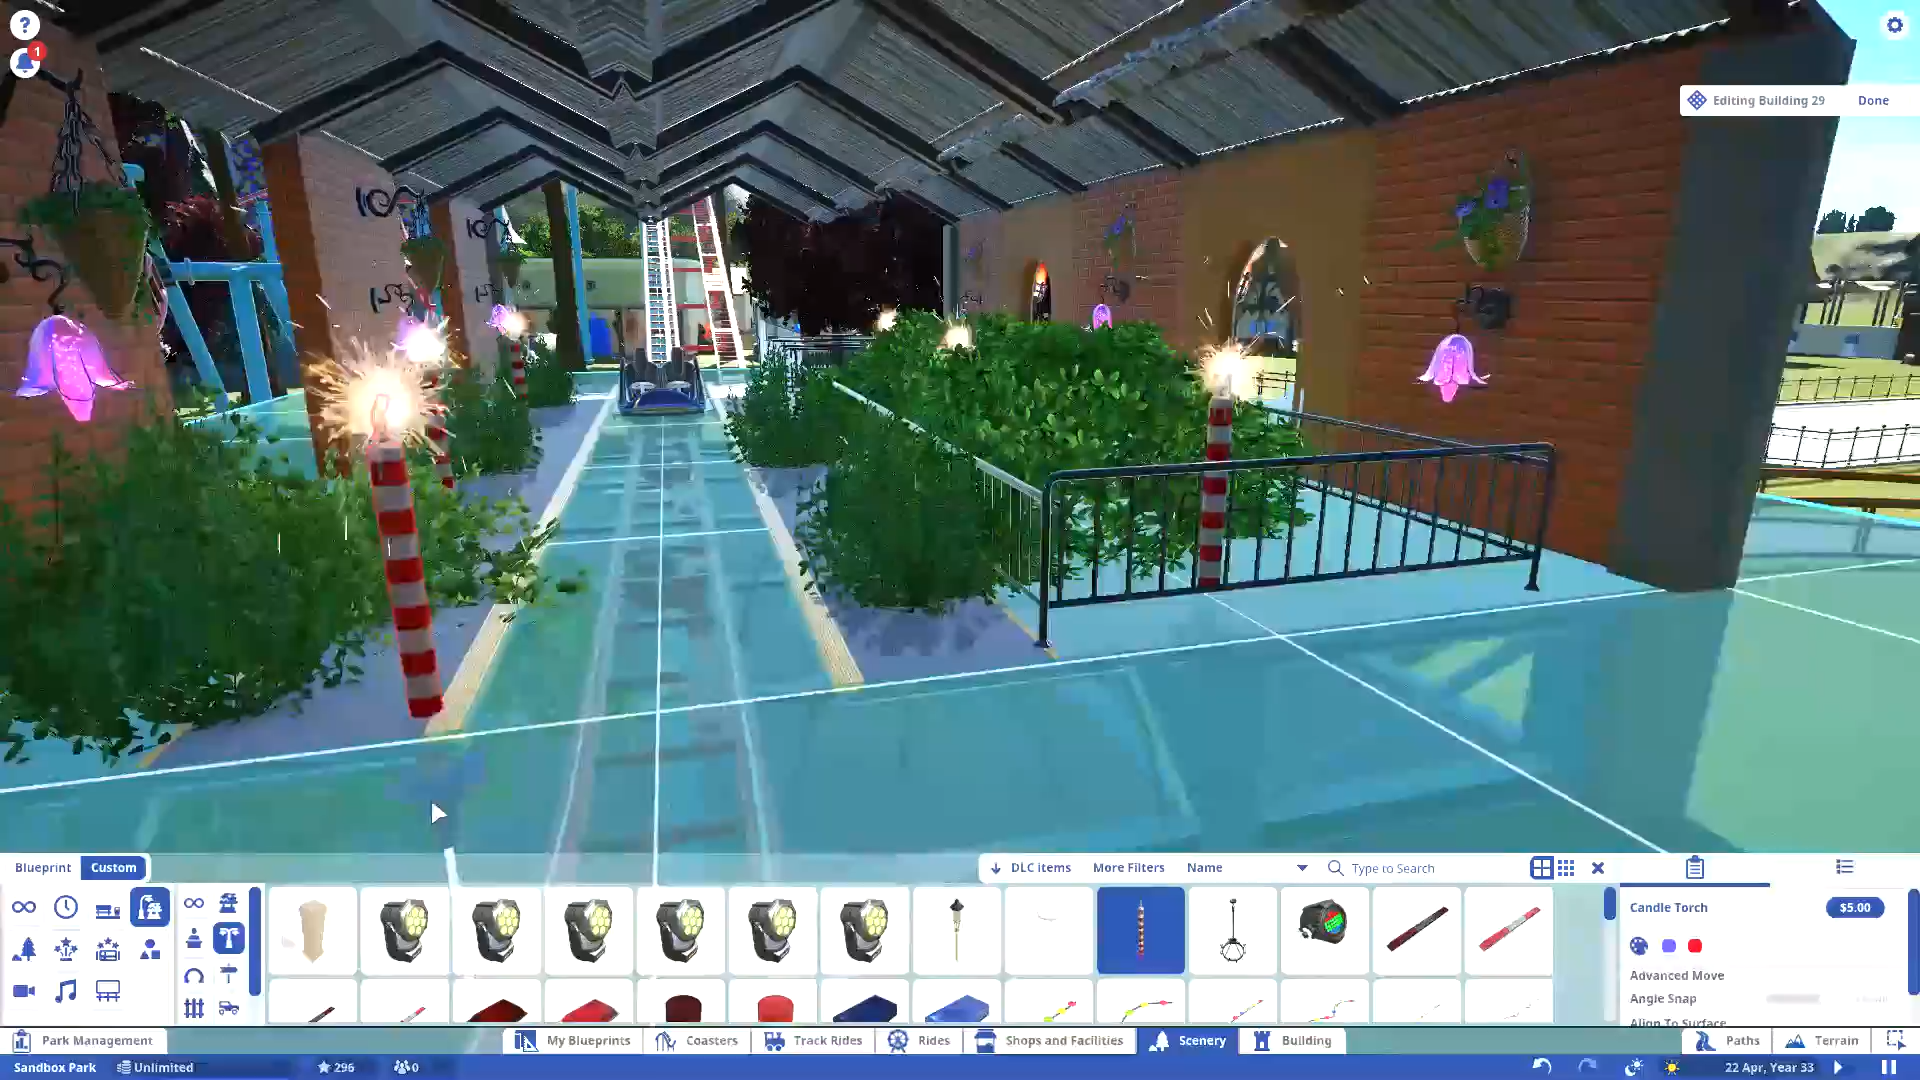 ?
1
Editing Building 29 Done
Blueprint Custom
DLC items More Filters Name Type to Search
Candle Torch $5.00
Advanced Move
Angle Snap
Align To Surface
Park Management My Blueprints Coasters Track Rides Rides Shops and Facilities Scenery Building Paths Terrain
Sandbox Park Unlimited 296 0 22 Apr, Year 33